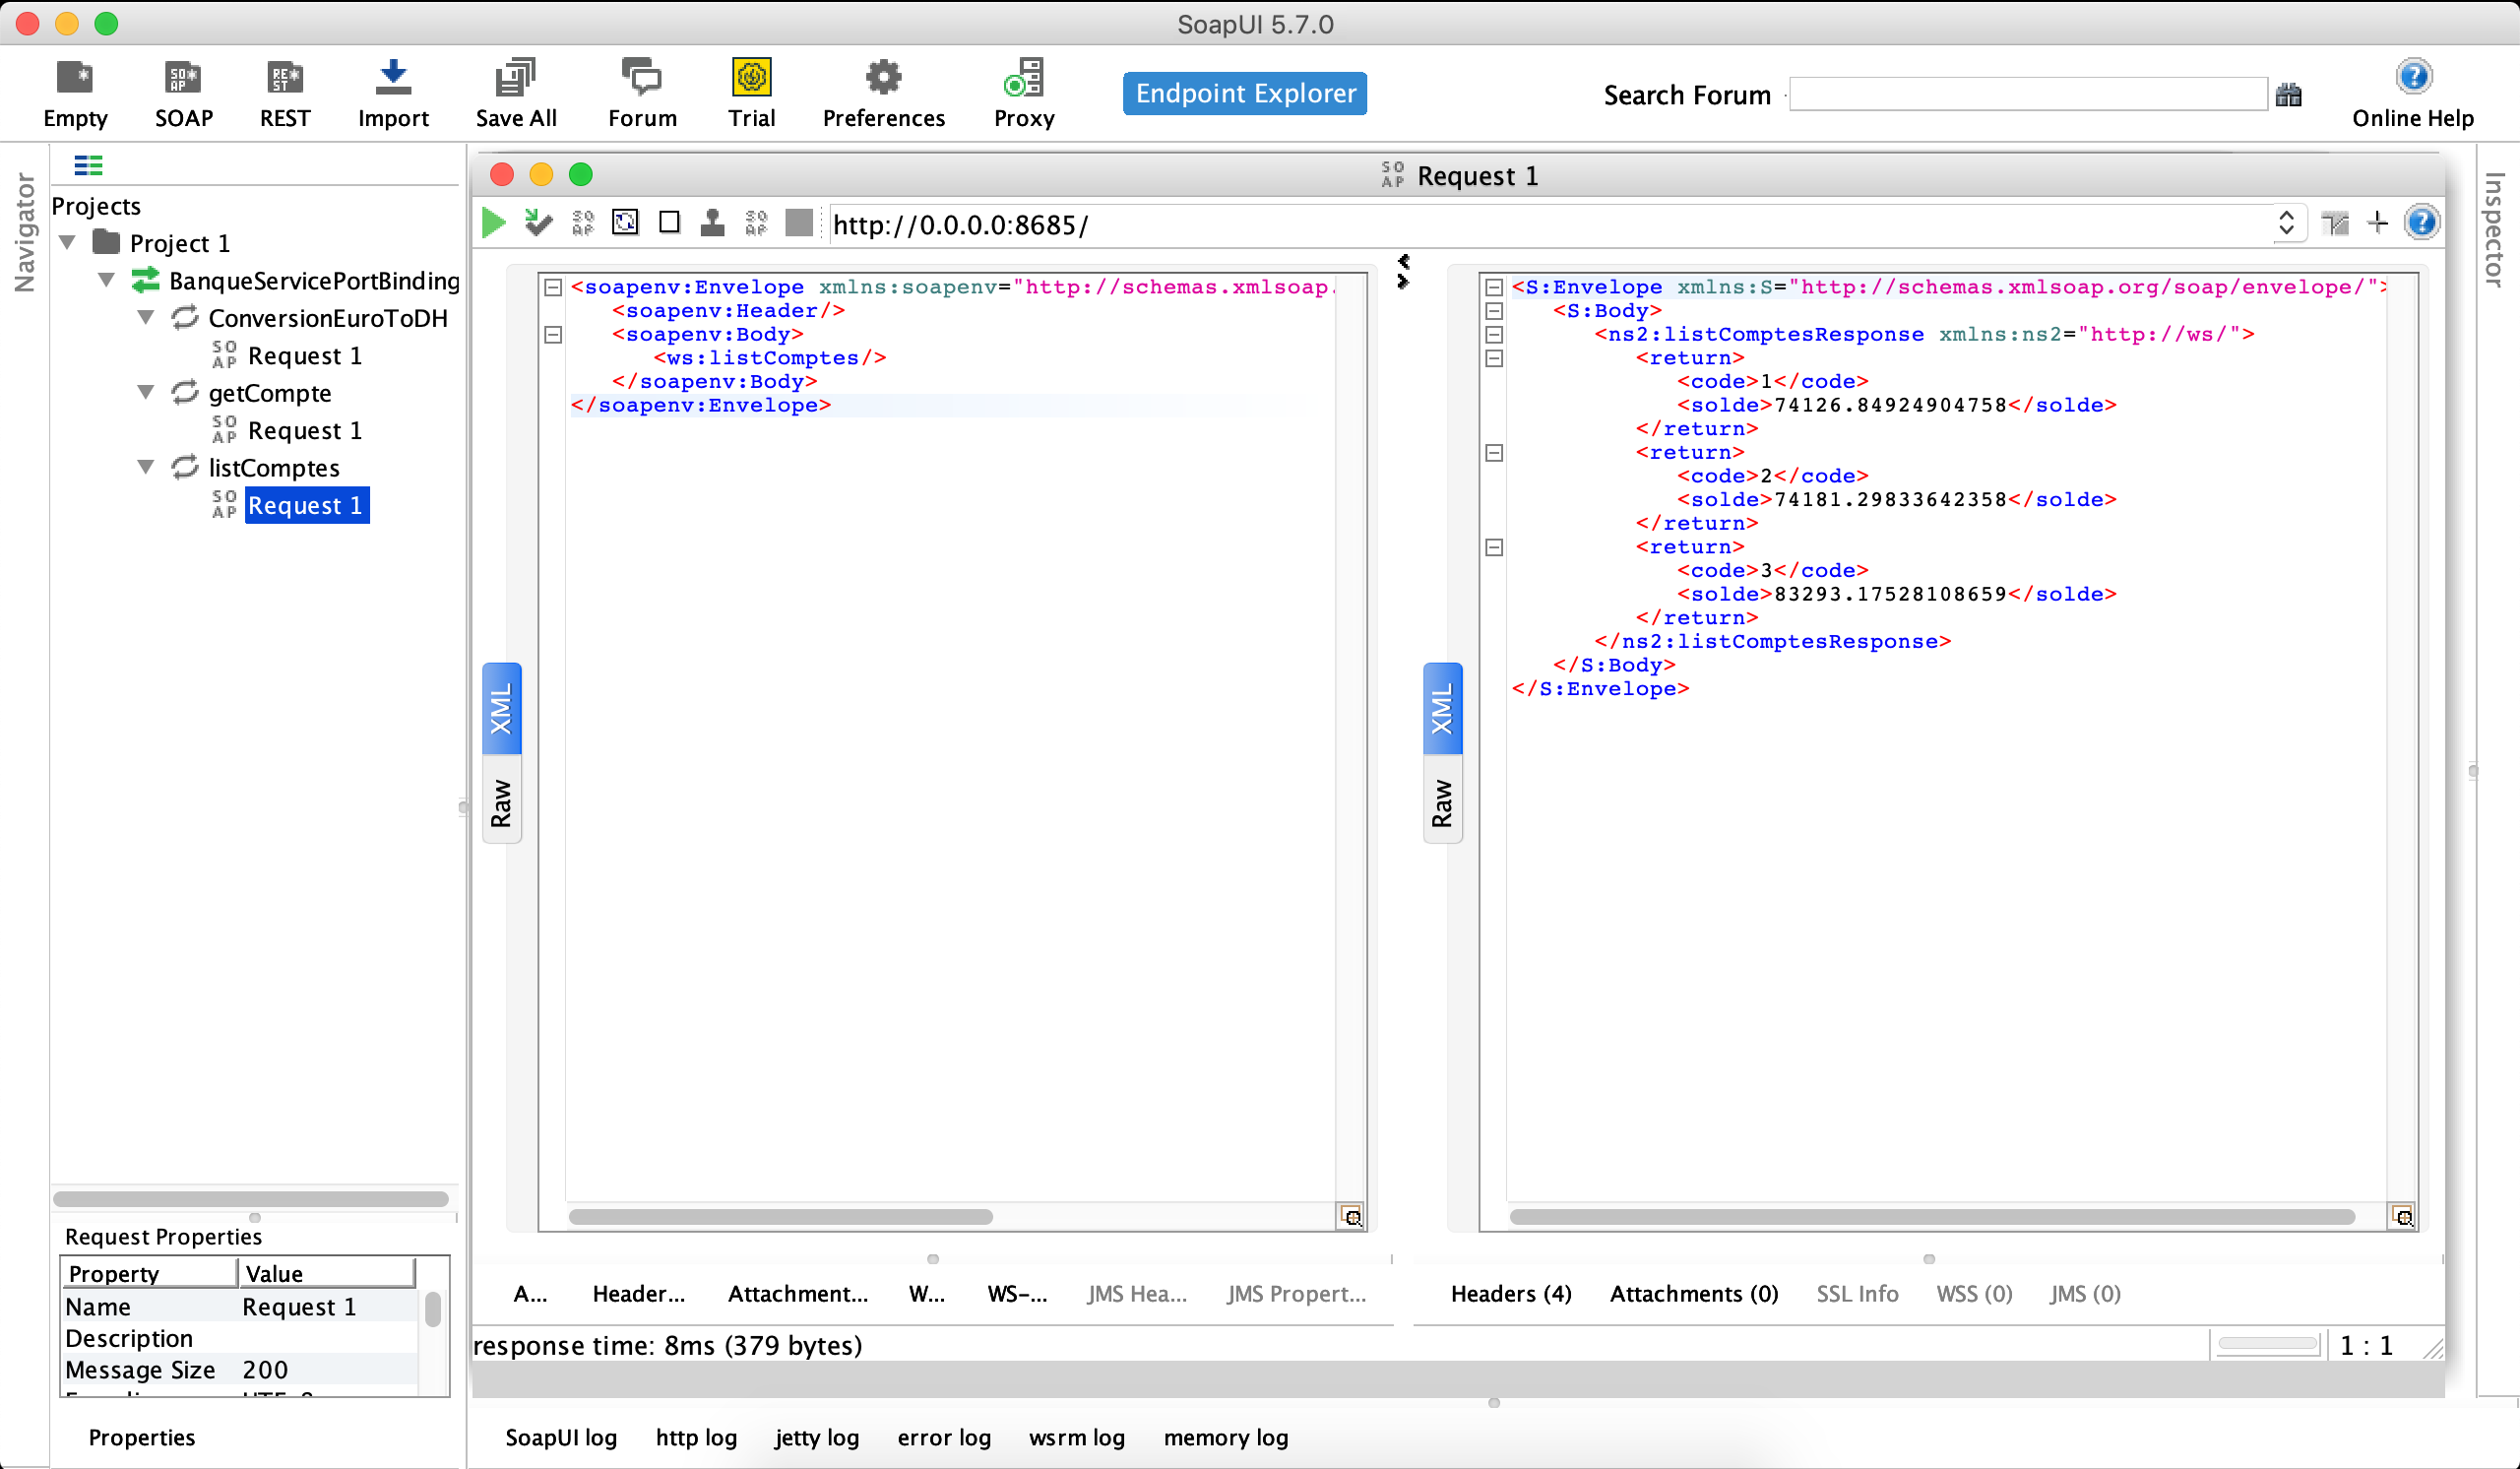 SoapUI 5.7.0
Empty
SOAP
REST
Import
Save All
Forum
Trial
Preferences
Proxy
Endpoint Explorer
Search Forum
Online Help
Navigator
Projects
Project 1
BanqueServicePortBinding
ConversionEuroToDH
SO AP Request 1
getCompte
SO AP Request 1
listComptes
SO AP Request 1
Request Properties
Property Value
Name Request 1
Description
Message Size 200
Properties
SO AP Request 1
http://0.0.0.0:8685/
<soapenv:Envelope xmlns:soapenv="http://schemas.xmlsoap.
<soapenv:Header/>
<soapenv:Body>
<ws:listComptes/>
</soapenv:Body>
</soapenv:Envelope>
XML
Raw
<S:Envelope xmlns:S="http://schemas.xmlsoap.org/soap/envelope/">
<S:Body>
<ns2:listComptesResponse xmlns:ns2="http://ws/">
<return>
<code>1</code>
<solde>74126.84924904758</solde>
</return>
<return>
<code>2</code>
<solde>74181.29833642358</solde>
</return>
<return>
<code>3</code>
<solde>83293.17528108659</solde>
</return>
</ns2:listComptesResponse>
</S:Body>
</S:Envelope>
XML
Raw
A... Header... Attachment... W... WS-... JMS Hea... JMS Propert...
Headers (4) Attachments (0) SSL Info WSS (0) JMS (0)
response time: 8ms (379 bytes)
1 : 1
SoapUI log http log jetty log error log wsrm log memory log
Inspector